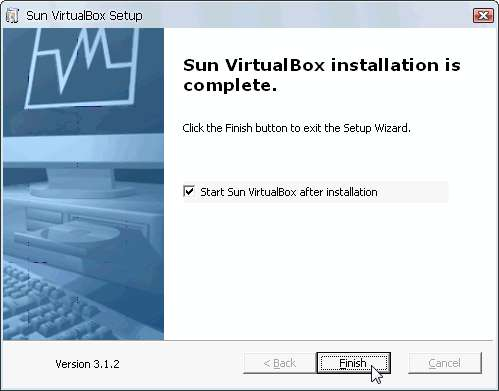 Sun VirtualBox Setup
Sun VirtualBox installation is
complete.
Click the Finish button to exit the Setup Wizard.
Start Sun VirtualBox after installation
Version 3.1.2
< Back
Finish
Cancel